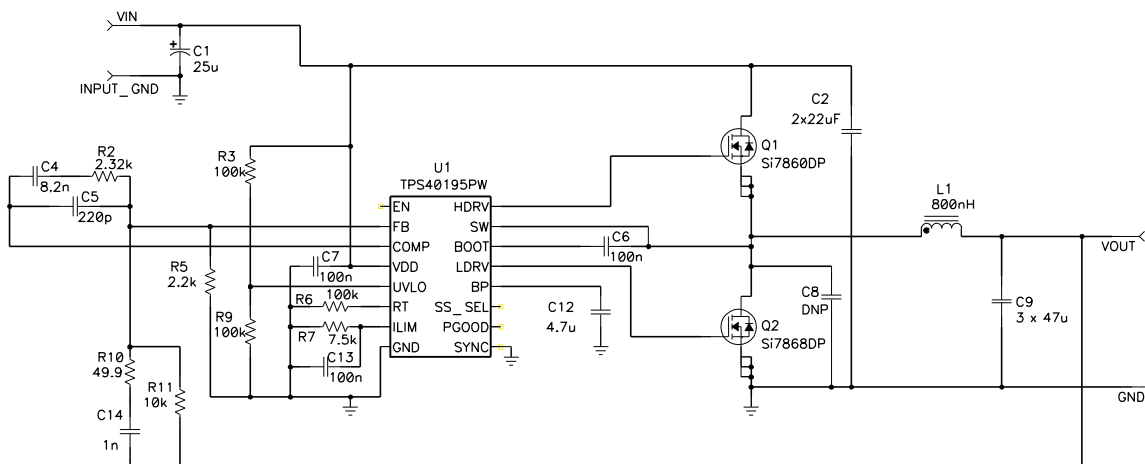 VIN
C1
25u
INPUT_GND
C2
2x22uF
Q1
Si7860DP
R2
2.32k
C4
8.2n
C5
220p
R3
100k
U1
TPS40195PW
EN
FB
COMP
VDD
UVLO
RT
ILIM
GND
HDRV
SW
BOOT
LDRV
BP
SS_SEL
PGOOD
SYNC
L1
800nH
VOUT
C6
100n
C7
100n
R5
2.2k
R6
100k
R7
7.5k
R9
100k
C13
100n
C12
4.7u
C8
DNP
C9
3 x 47u
Q2
Si7868DP
R10
49.9
R11
10k
C14
1n
GND